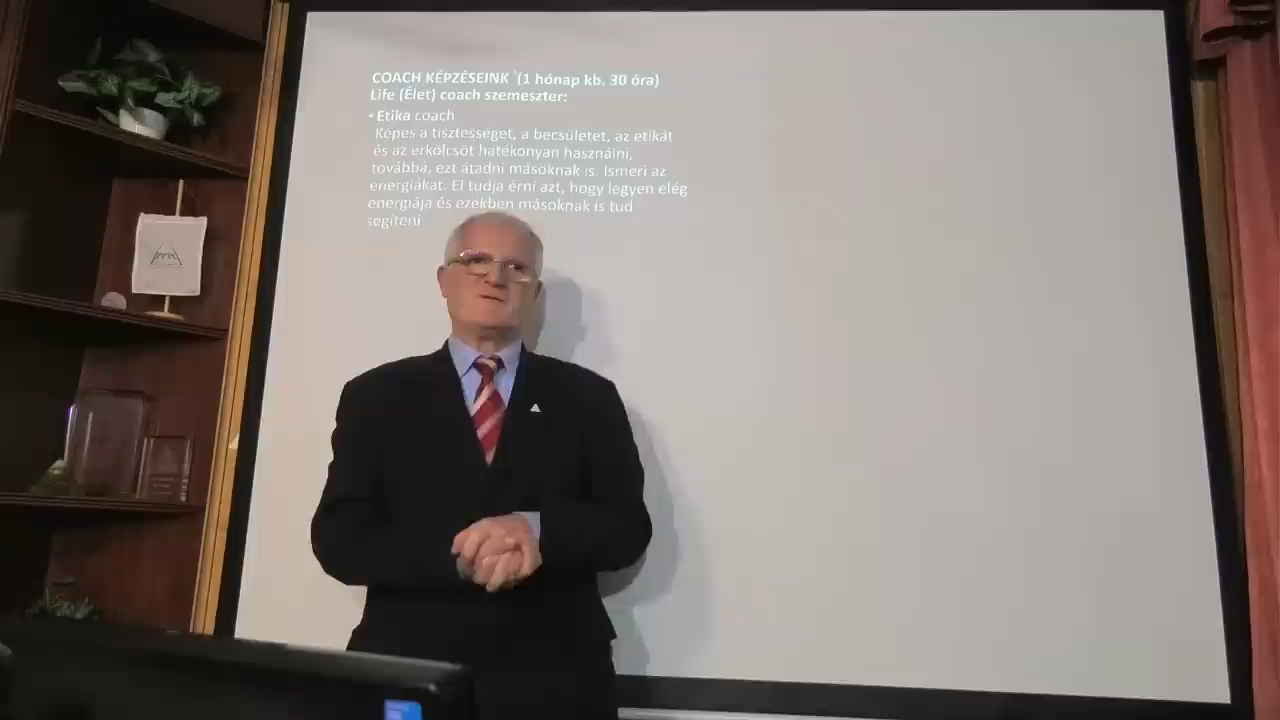 COACH KÉPZÉSEINK (1 hónap kb. 30 óra)
Life (Élet) coach szemeszter:
• Etika coach
Képes a tisztességet, a becsületet, az etikát
és az erkölcsöt hatékonyan használni,
továbbá, ezt átadni másoknak is. Ismeri az
energiákat. El tudja érni azt, hogy legyen elég
energiája és ezekben másoknak is tud
segíteni